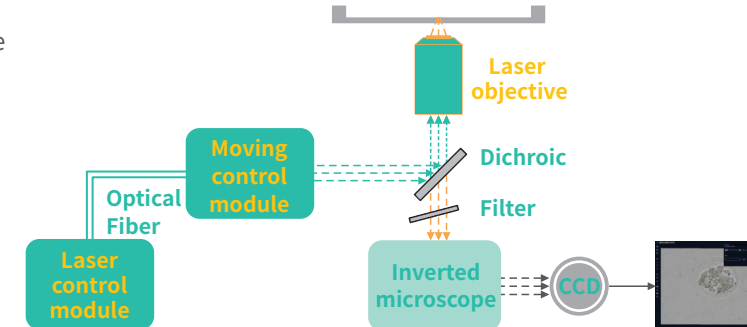 e
Laser
objective
Moving
control
module
Dichroic
Optical
Fiber
Filter
Laser
control
module
Inverted
microscope
CCD